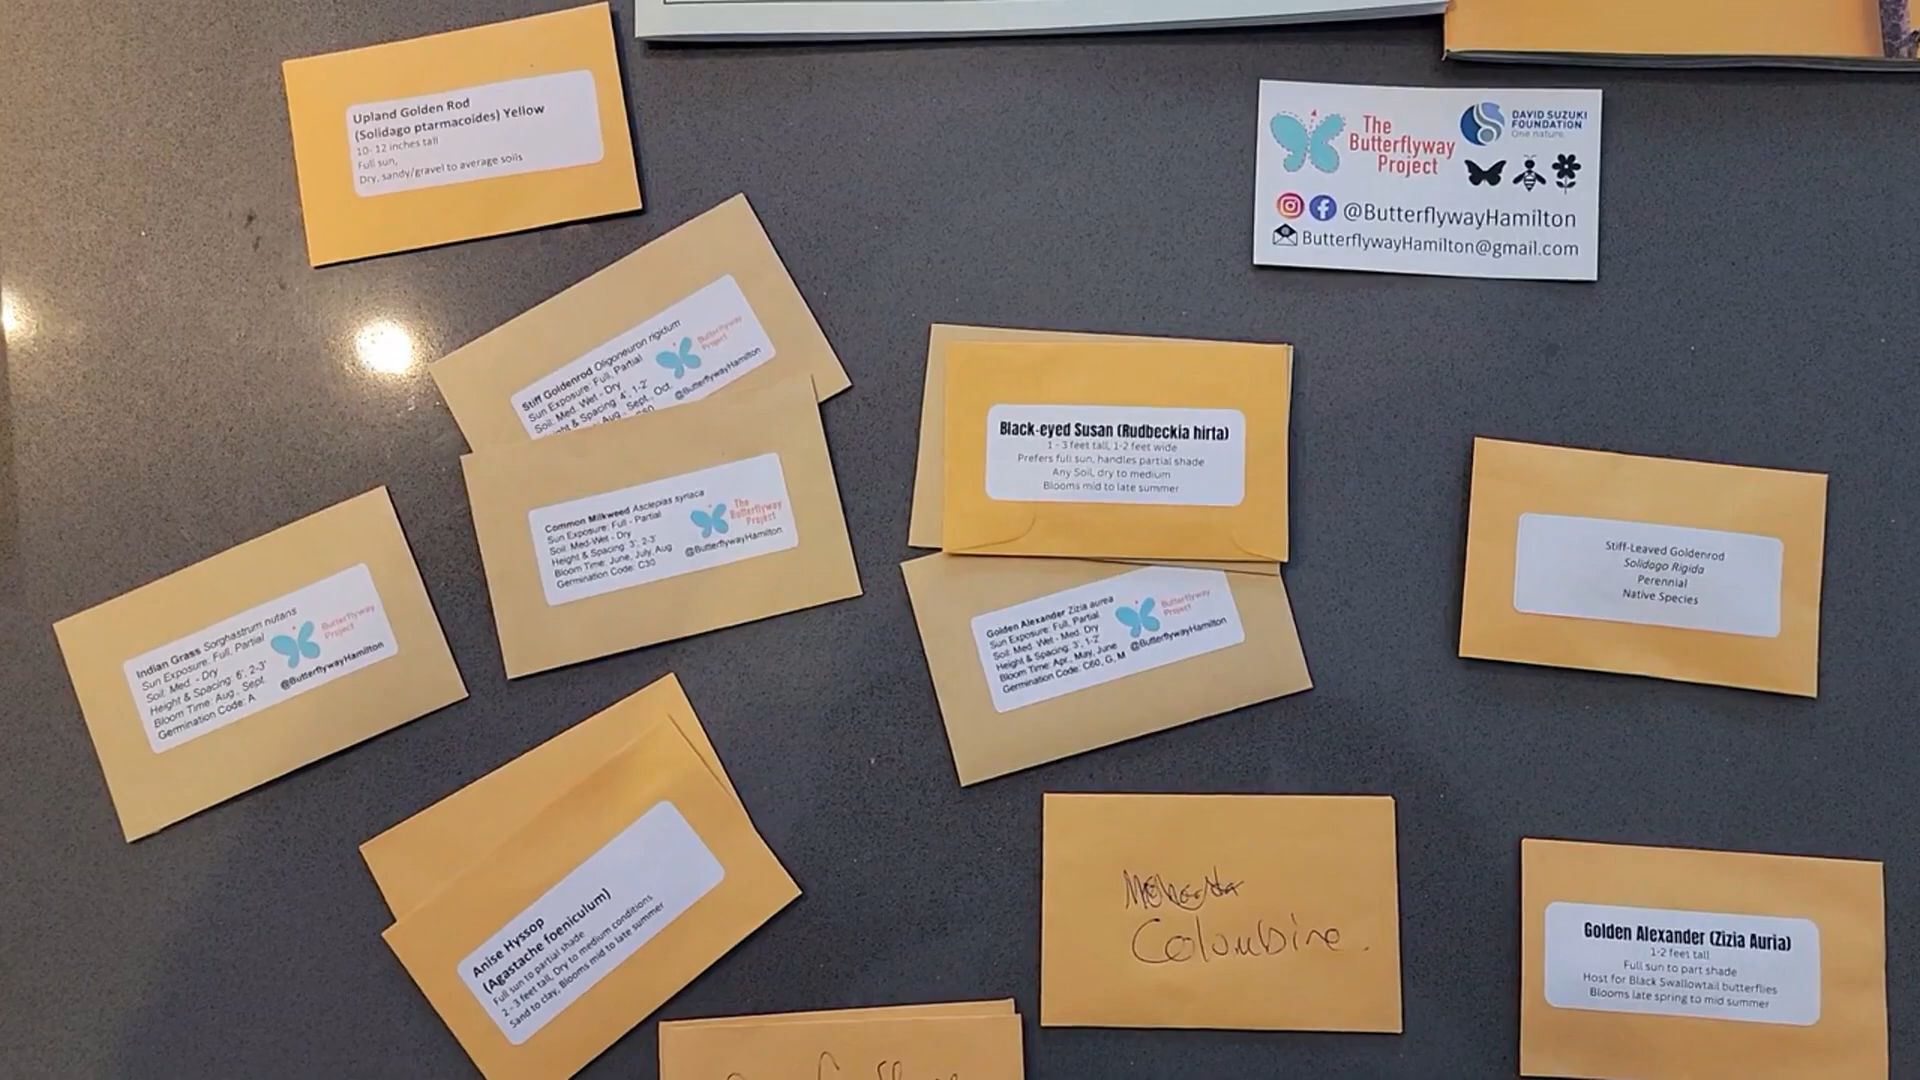 Upland Golden Rod
(Solidago ptarmacoides) Yellow
10- 12 inches tall
Full sun,
Dry, sandy/gravel to average soils
The
Butterflyway
Project
DAVID SUZUKI
FOUNDATION
One nature.
@ButterflywayHamilton
ButterflywayHamilton@gmail.com
Stiff Goldenrod Oligoneuron rigidum
Sun Exposure: Full, Partial
Soil: Med. Wet - Dry
& Spacing: 4', 1-2'
Aug., Sept., Oct.
Butterflyway
Project
@ButterflywayHamilton
Common Milkweed Asclepias syriaca
Sun Exposure: Full - Partial
Soil: Med-Wet - Dry
Height & Spacing: 3', 2-3'
Bloom Time: June, July, Aug
Germination Code: C30
The
Butterflyway
Project
@ButterflywayHamilton
Black-eyed Susan (Rudbeckia hirta)
1 - 3 feet tall, 1-2 feet wide
Prefers full sun, handles partial shade
Any Soil, dry to medium
Blooms mid to late summer
Stiff-Leaved Goldenrod
Solidago Rigida
Perennial
Native Species
Indian Grass Sorghastrum nutans
Sun Exposure: Full, Partial
Soil: Med. - Dry
Height & Spacing: 6', 2-3'
Bloom Time: Aug., Sept.
Germination Code: A
Butterflyway
Project
@ButterflywayHamilton
Golden Alexander Zizia aurea
Sun Exposure: Full, Partial
Soil: Med. Wet - Med. Dry
Height & Spacing: 3', 1-2'
Bloom Time: Apr., May, June
Germination Code: C60, G, M
Butterflyway
Project
@ButterflywayHamilton
Anise Hyssop
(Agastache foeniculum)
Full sun to partial shade
2 - 3 feet tall, Dry to medium conditions
Sand to clay, Blooms mid to late summer
Columbine.
Golden Alexander (Zizia Auria)
1-2 feet tall
Full sun to part shade
Host for Black Swallowtail butterflies
Blooms late spring to mid summer